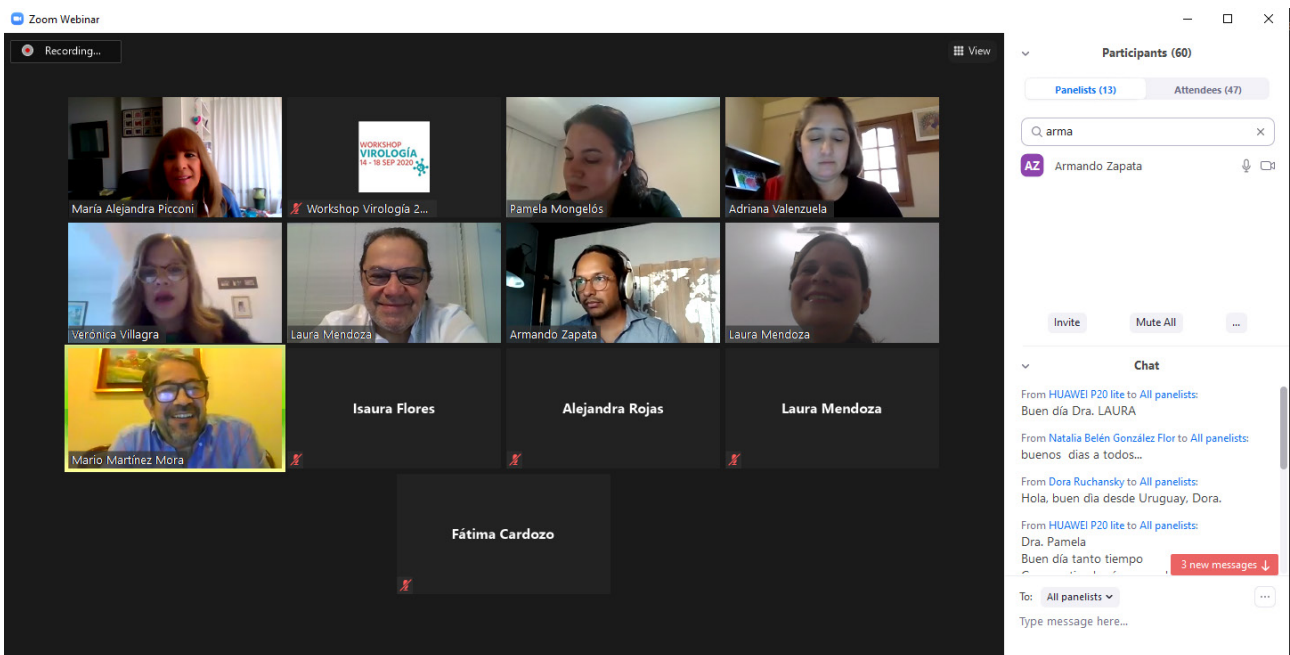 Zoom Webinar
Recording...
View
María Alejandra Picconi
WORKSHOP
VIROLOGÍA
14 - 18 SEP 2020
Workshop Virología 2...
Pamela Mongelós
Adriana Valenzuela
Verónica Villagra
Laura Mendoza
Armando Zapata
Laura Mendoza
Mario Martínez Mora
Isaura Flores
Alejandra Rojas
Laura Mendoza
Fátima Cardozo
Participants (60)
Panelists (13)
Attendees (47)
arma
AZ
Armando Zapata
Invite
Mute All
...
Chat
From HUAWEI P20 lite to All panelists:
Buen día Dra. LAURA
From Natalia Belén González Flor to All panelists:
buenos dias a todos...
From Dora Ruchansky to All panelists:
Hola, buen dia desde Uruguay, Dora.
From HUAWEI P20 lite to All panelists:
Dra. Pamela
Buen día tanto tiempo
3 new messages ↓
To: All panelists
...
Type message here...